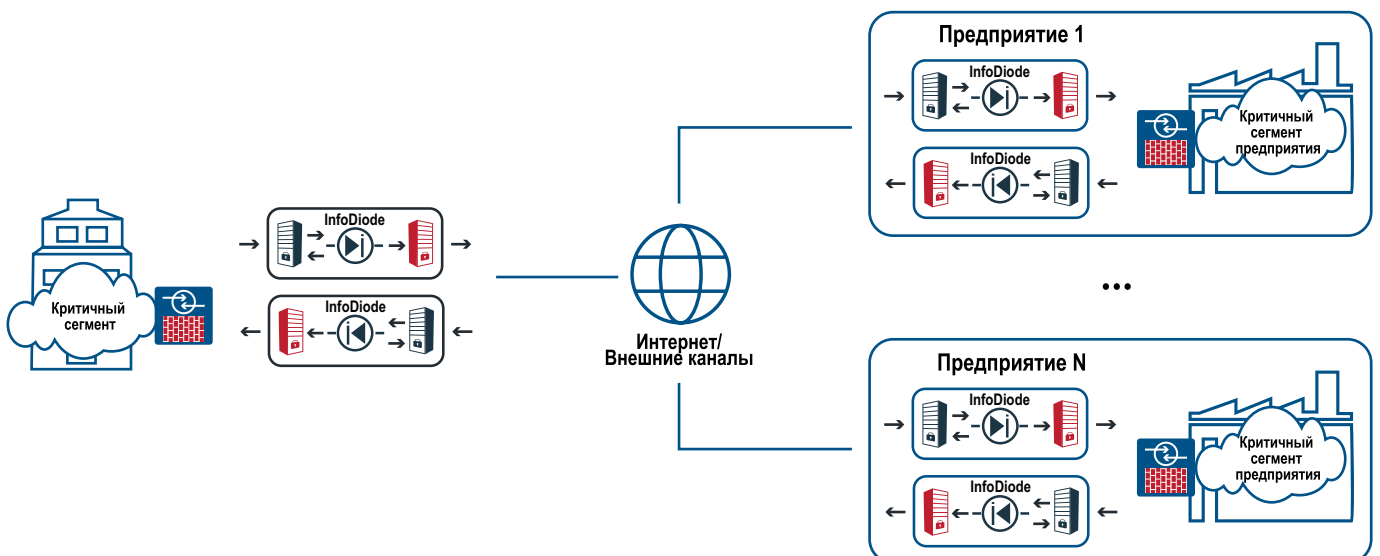 Критичный
сегмент
InfoDiode
InfoDiode
Интернет/
Внешние каналы
Предприятие 1
InfoDiode
InfoDiode
Критичный
сегмент
предприятия
...
Предприятие N
InfoDiode
InfoDiode
Критичный
сегмент
предприятия